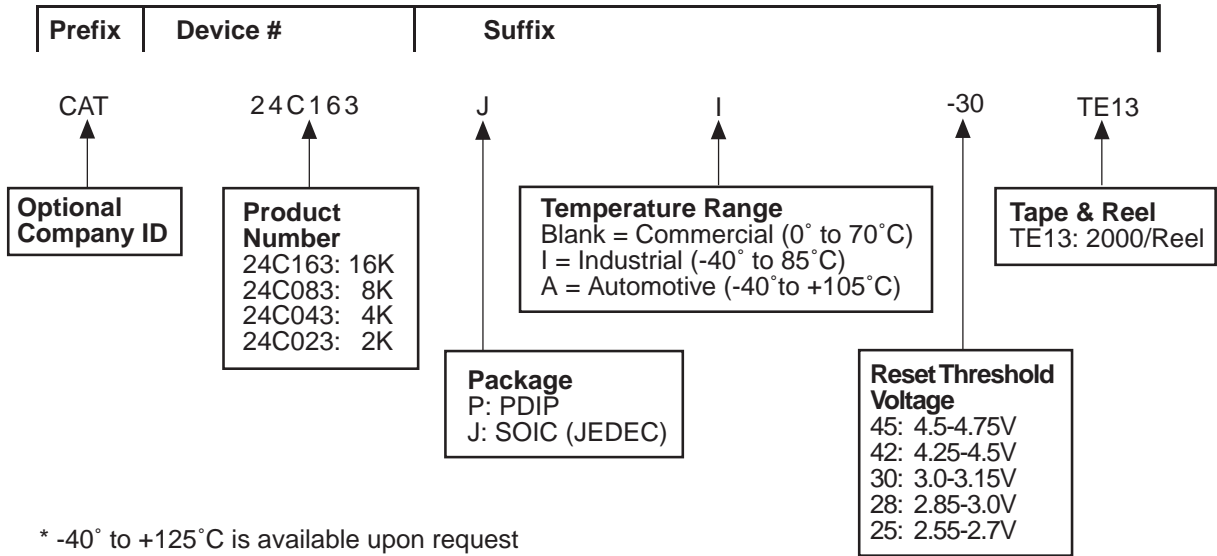 Prefix Device # Suffix
CAT 24C163 J I -30 TE13
Optional
Company ID
Product
Number
24C163: 16K
24C083: 8K
24C043: 4K
24C023: 2K
Temperature Range
Blank = Commercial (0˚ to 70˚C)
I = Industrial (-40˚ to 85˚C)
A = Automotive (-40˚to +105˚C)
Tape & Reel
TE13: 2000/Reel
Package
P: PDIP
J: SOIC (JEDEC)
Reset Threshold
Voltage
45: 4.5-4.75V
42: 4.25-4.5V
30: 3.0-3.15V
28: 2.85-3.0V
25: 2.55-2.7V
* -40˚ to +125˚C is available upon request